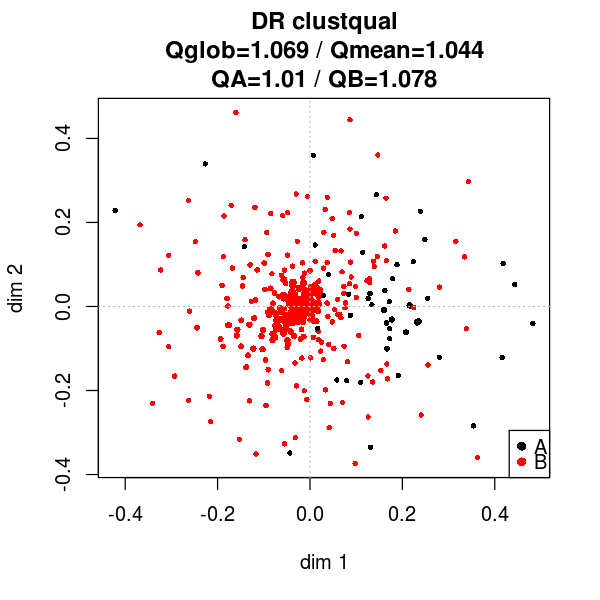 DR clustqual
Qglob=1.069 / Qmean=1.044
QA=1.01 / QB=1.078
0.4
0.2
0.0
-0.2
-0.4
dim 2
A
B
-0.4 -0.2 0.0 0.2 0.4
dim 1